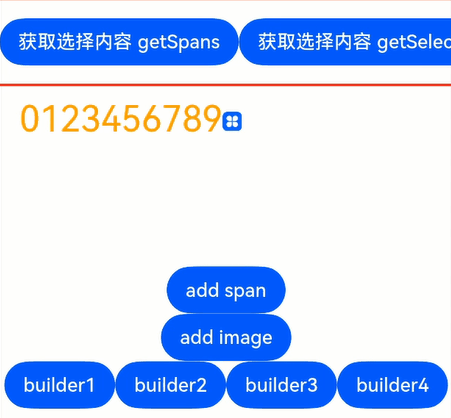 获取选择内容 getSpans 获取选择内容 getSelec
0123456789
add span
add image
builder1 builder2 builder3 builder4